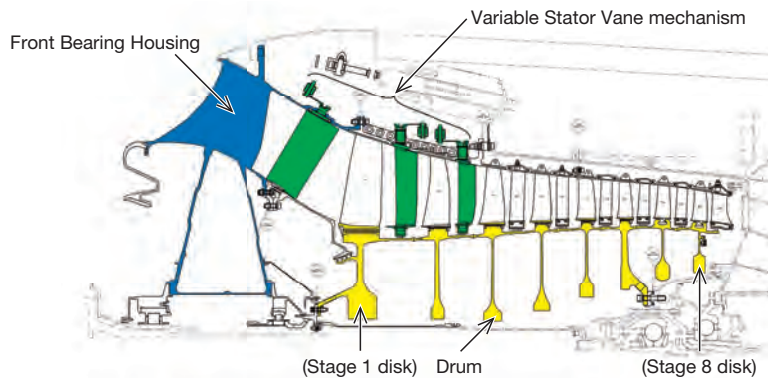 Variable Stator Vane mechanism
Front Bearing Housing
(Stage 1 disk) Drum (Stage 8 disk)